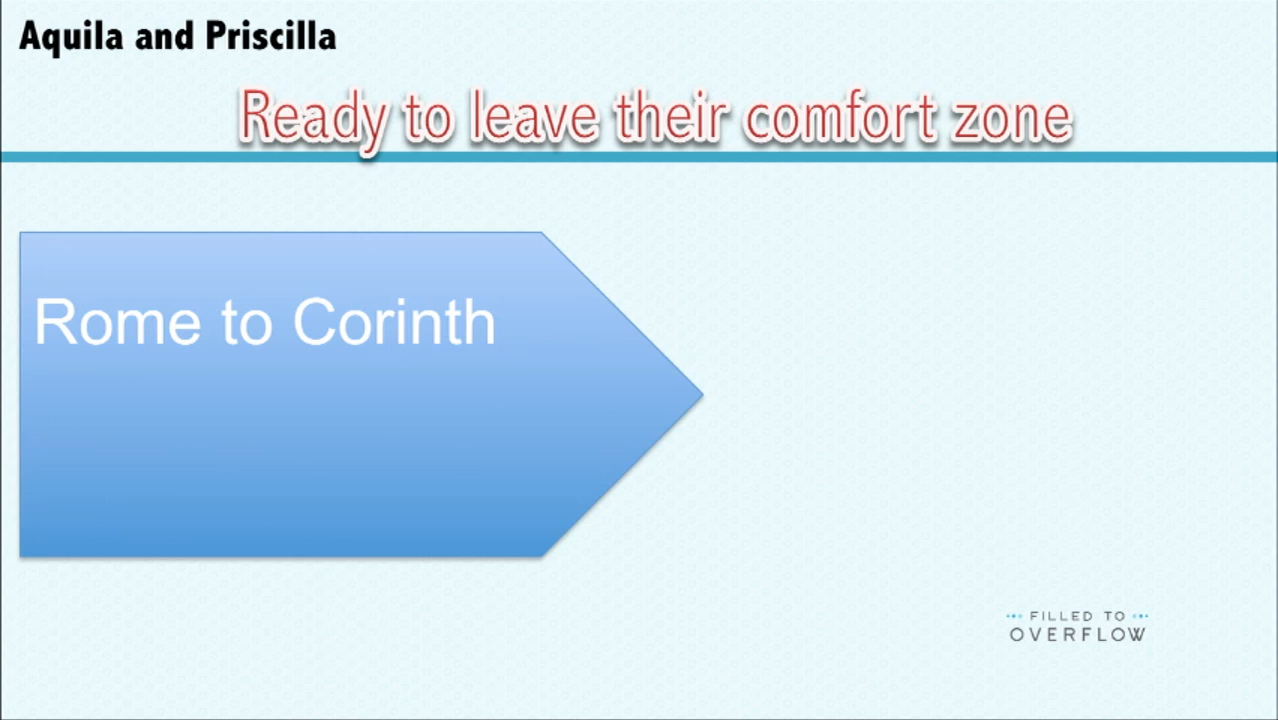 Aquila and Priscilla
Ready to leave their comfort zone
Rome to Corinth
FILLED TO
OVERFLOW